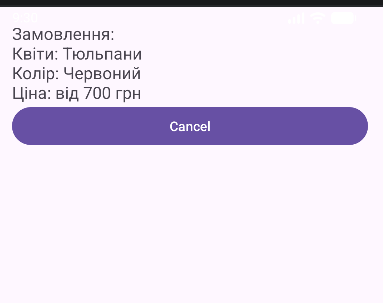 Замовлення:
Квіти: Тюльпани
Колір: Червоний
Ціна: від 700 грн
Cancel